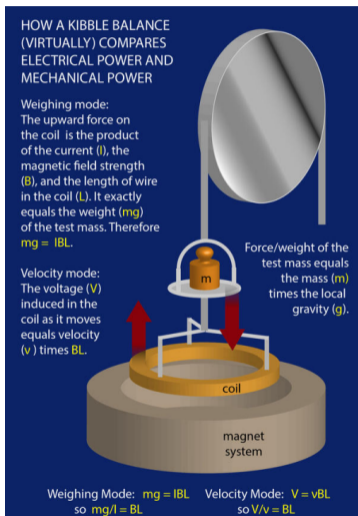 HOW A KIBBLE BALANCE
(VIRTUALLY) COMPARES
ELECTRICAL POWER AND
MECHANICAL POWER
Weighing mode:
The upward force on
the coil is the product
of the current (I), the
magnetic field strength
(B), and the length of wire
in the coil (L). It exactly
equals the weight (mg)
of the test mass. Therefore
mg = IBL.
Velocity mode:
The voltage (V)
induced in the
coil as it moves
equals velocity
(v ) times BL.
Force/weight of the
test mass equals
the mass (m)
times the local
gravity (g).
m
coil
magnet
system
Weighing Mode: mg = IBL
so mg/I = BL
Velocity Mode: V = vBL
so V/v = BL